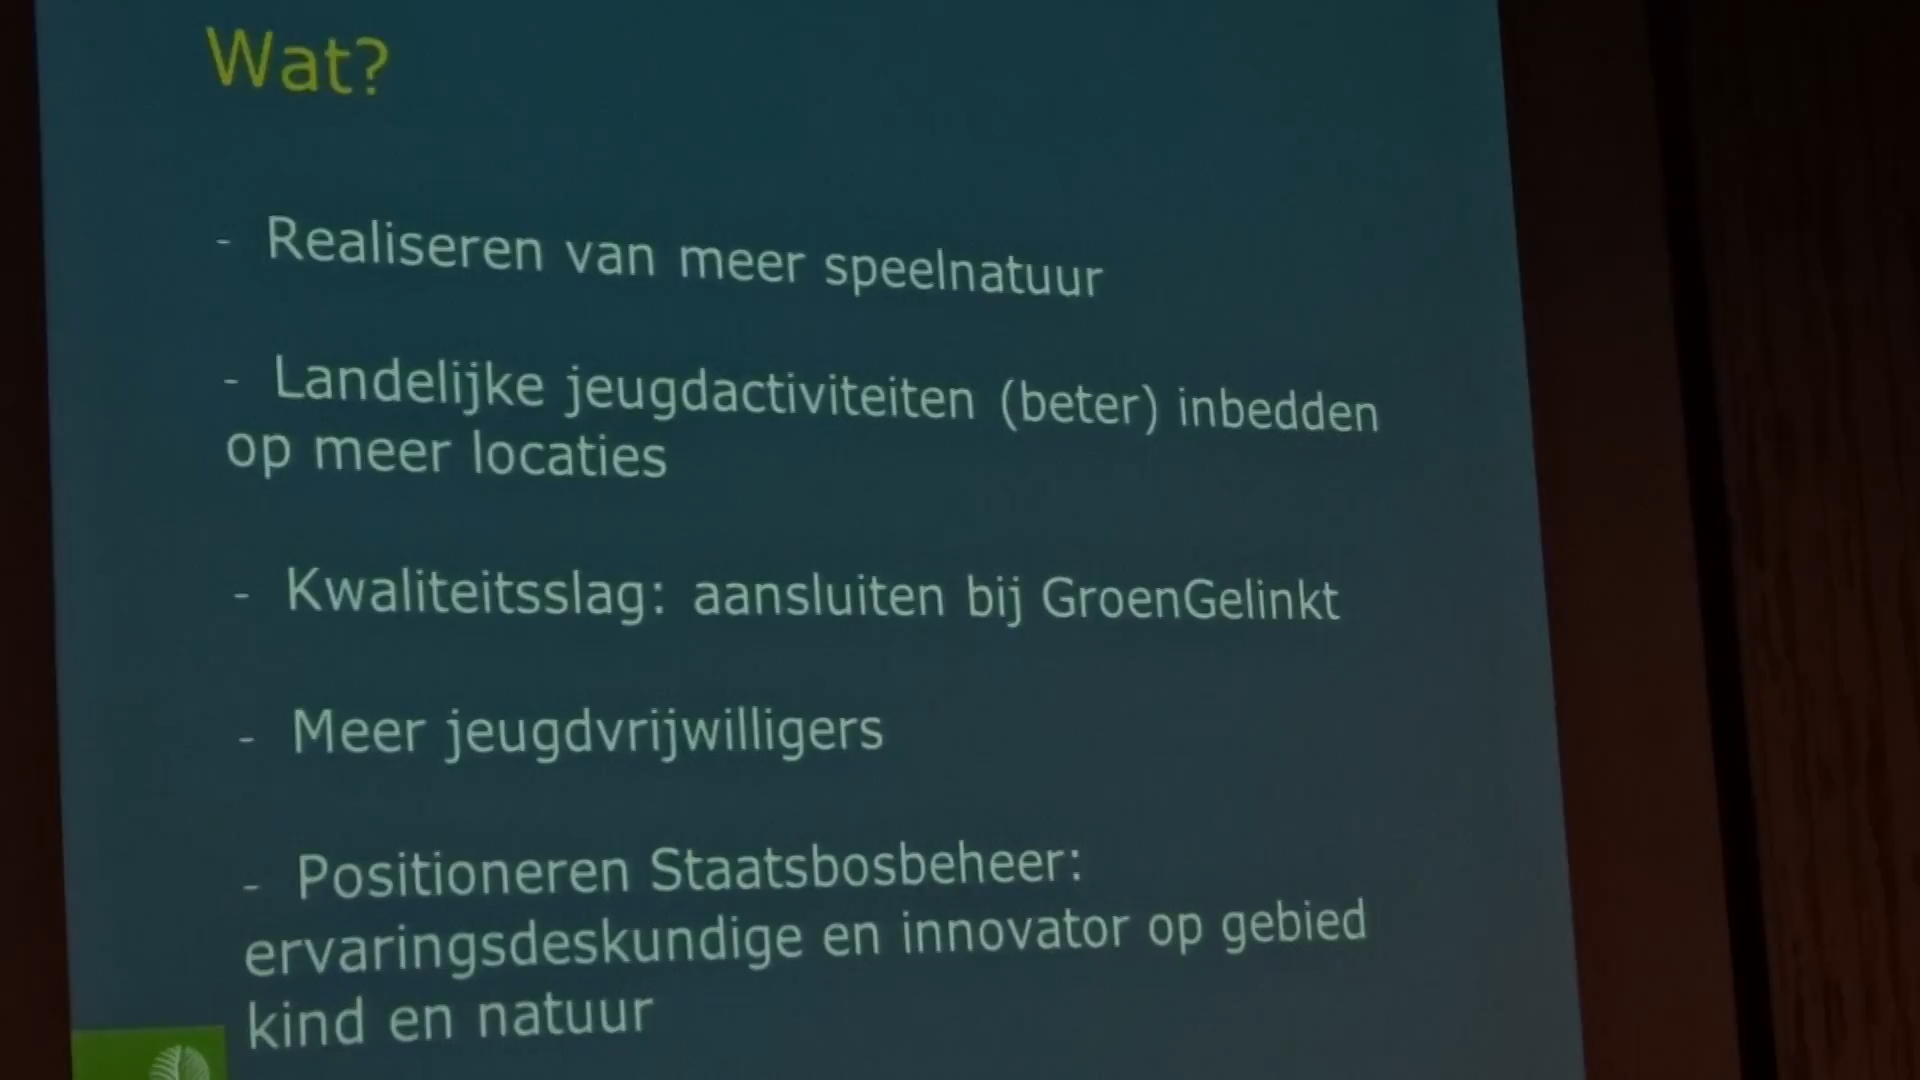 Wat?
- Realiseren van meer speelnatuur
- Landelijke jeugdactiviteiten (beter) inbedden
op meer locaties
- Kwaliteitsslag: aansluiten bij GroenGelinkt
- Meer jeugdvrijwilligers
- Positioneren Staatsbosbeheer:
ervaringsdeskundige en innovator op gebied
kind en natuur